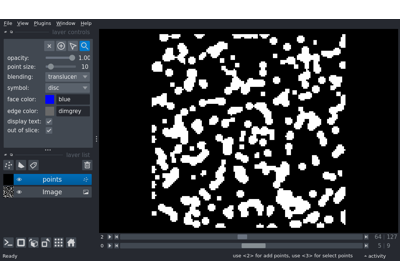 File View Plugins Window Help
layer controls
opacity: 1.00
point size: 10
blending: translucen
symbol: disc
face color: blue
edge color: dimgrey
display text:
out of slice:
layer list
points
Image
2 64 127
0 5 9
Ready use <2> for add points, use <3> for select points activity